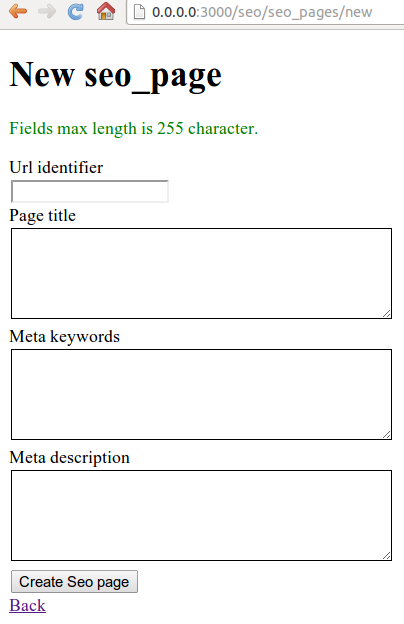 0.0.0.0:3000/seo/seo_pages/new
New seo_page
Fields max length is 255 character.
Url identifier
Page title
Meta keywords
Meta description
Create Seo page
Back